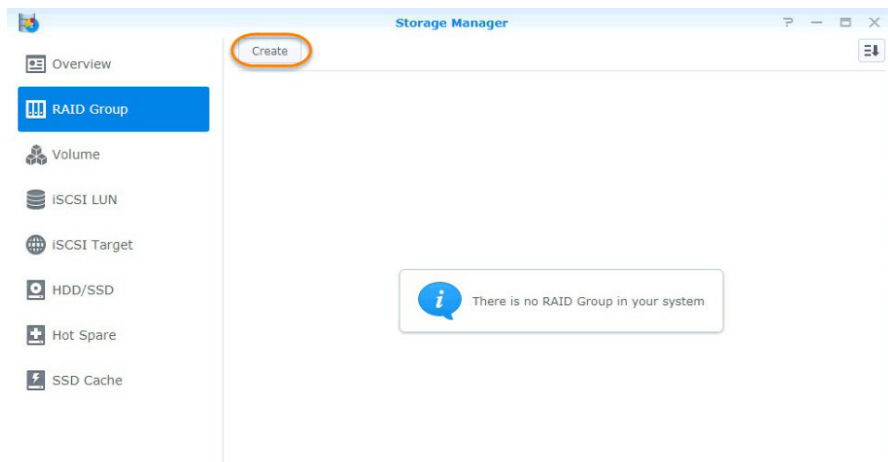 Storage Manager
Create
Overview
RAID Group
Volume
iSCSI LUN
iSCSI Target
HDD/SSD
Hot Spare
SSD Cache
There is no RAID Group in your system